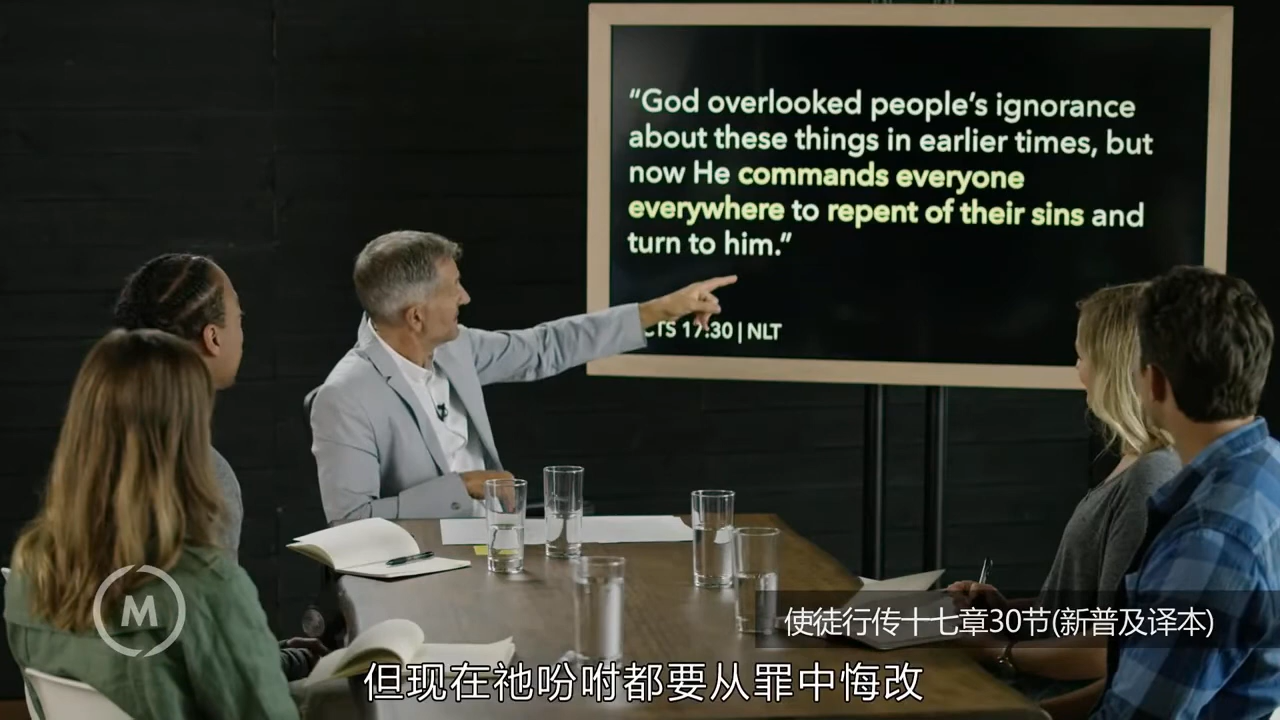 “God overlooked people’s ignorance
about these things in earlier times, but
now He commands everyone
everywhere to repent of their sins and
turn to him.”
CTS 17:30 | NLT
M
使徒行传十七章30节(新普及译本)
但现在祂吩咐都要从罪中悔改